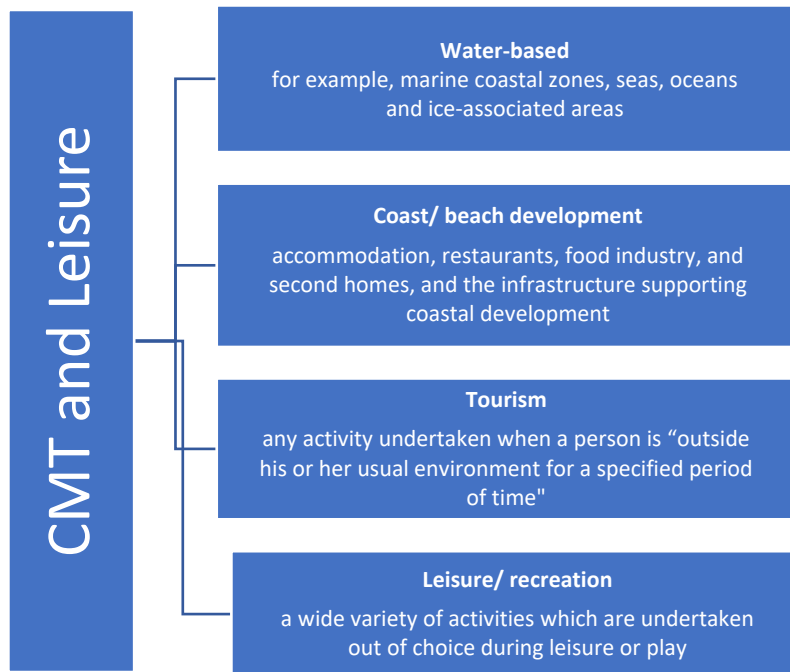 CMT and Leisure
Water-based
for example, marine coastal zones, seas, oceans
and ice-associated areas
Coast/ beach development
accommodation, restaurants, food industry, and
second homes, and the infrastructure supporting
coastal development
Tourism
any activity undertaken when a person is “outside
his or her usual environment for a specified period
of time"
Leisure/ recreation
a wide variety of activities which are undertaken
out of choice during leisure or play